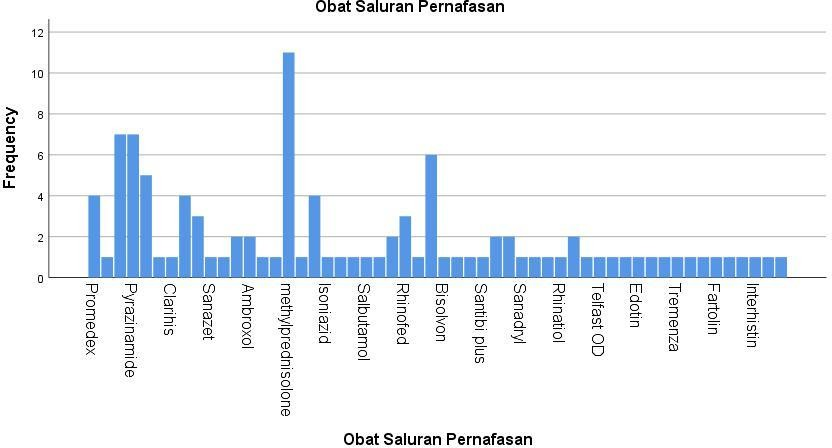 Obat Saluran Pernafasan
Frequency
12
10
8
6
4
2
0
Promedex
Pyrazinamide
Clarihis
Sanazet
Ambroxol
methylprednisolone
Isoniazid
Salbutamol
Rhinofed
Bisolvon
Santibi plus
Sanadryl
Rhinatiol
Telfast OD
Edotin
Tremenza
Fartolin
Interhistin
Obat Saluran Pernafasan